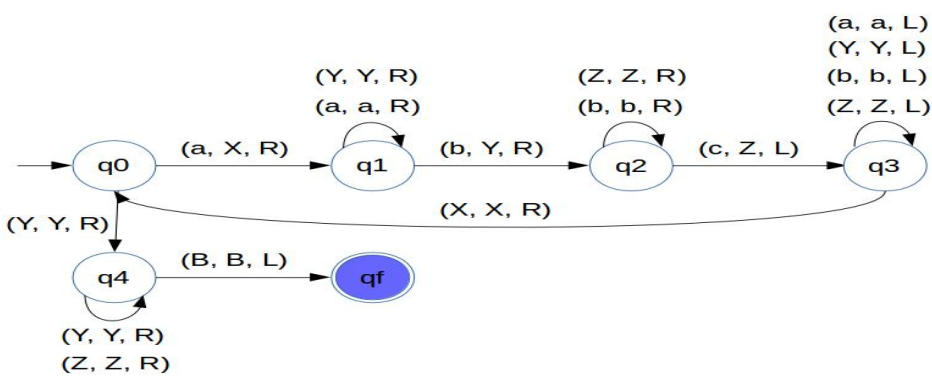 (a, a, L)
(Y, Y, L)
(Y, Y, R) (Z, Z, R) (b, b, L)
(a, a, R) (b, b, R) (Z, Z, L)
q0 (a, X, R) q1 (b, Y, R) q2 (c, Z, L) q3
(X, X, R)
(Y, Y, R)
q4 (B, B, L) qf
(Y, Y, R)
(Z, Z, R)